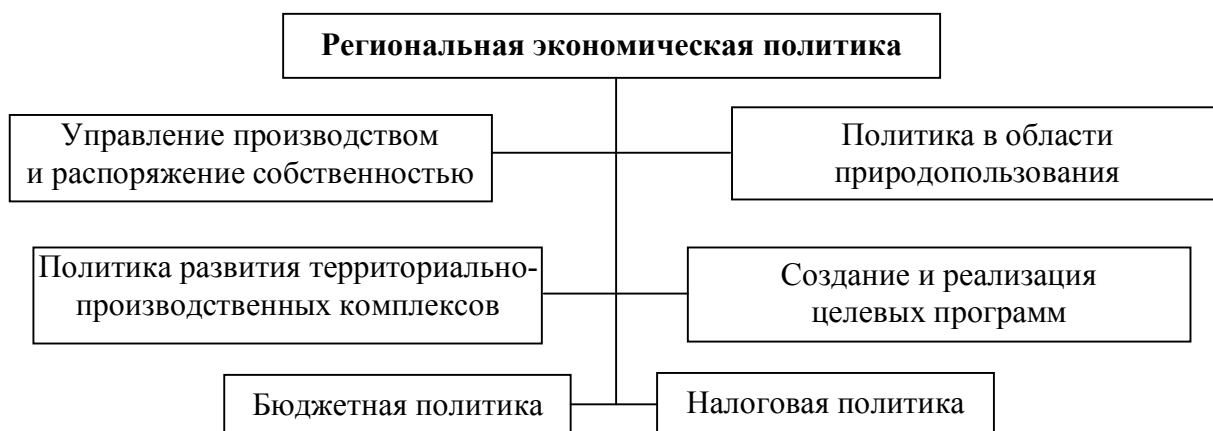 Региональная экономическая политика
Управление производством
и распоряжение собственностью
Политика в области
природопользования
Политика развития территориально-
производственных комплексов
Создание и реализация
целевых программ
Бюджетная политика
Налоговая политика